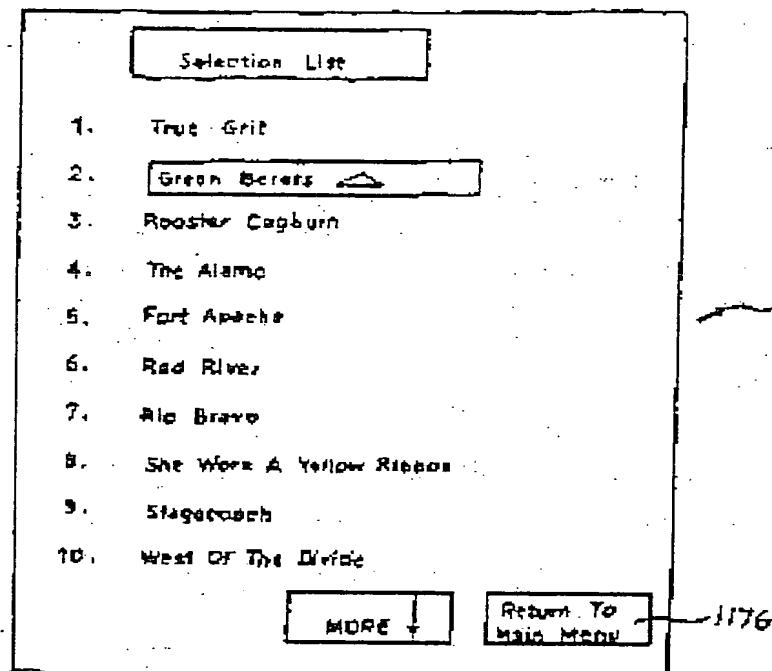 Selection List
1. True Grit
2. Green Berets
3. Rooster Cogburn
4. The Alamo
5. Fort Apache
6. Red River
7. Rio Bravo
8. She Wore A Yellow Ribbon
9. Stagecoach
10. West Of The Divide
MORE
Return To
Main Menu
1176